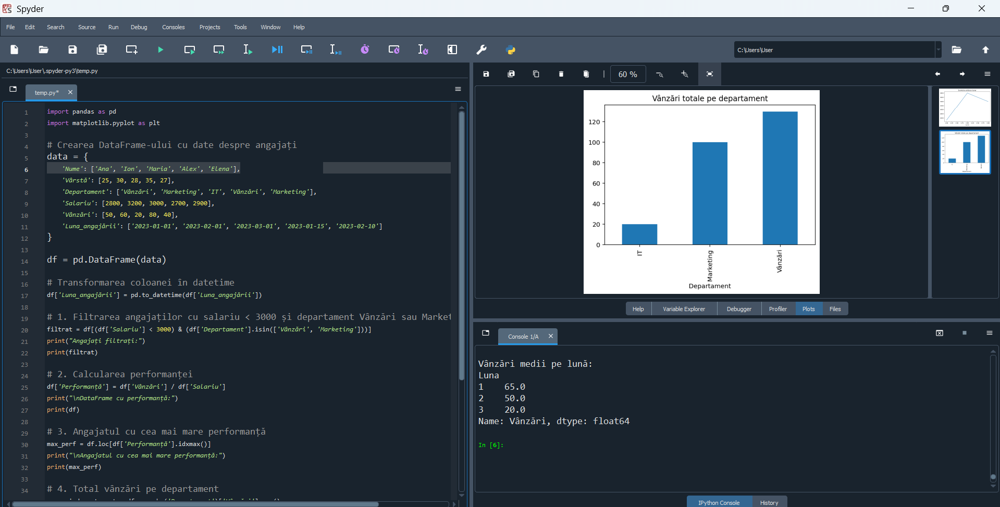 Spyder
File Edit Search Source Run Debug Consoles Projects Tools Window Help
C:\Users\User
C:\Users\User\.spyder-py3\temp.py
temp.py*
1 import pandas as pd
2 import matplotlib.pyplot as plt
3
4 # Crearea DataFrame-ului cu date despre angajați
5 data = {
6 'Nume': ['Ana', 'Ion', 'Maria', 'Alex', 'Elena'],
7 'Vârstă': [25, 30, 28, 35, 27],
8 'Departament': ['Vânzări', 'Marketing', 'IT', 'Vânzări', 'Marketing'],
9 'Salariu': [2800, 3200, 3000, 2700, 2900],
10 'Vânzări': [50, 60, 20, 80, 40],
11 'Luna_angajării': ['2023-01-01', '2023-02-01', '2023-03-01', '2023-01-15', '2023-02-10']
12 }
13
14 df = pd.DataFrame(data)
15
16 # Transformarea coloanei în datetime
17 df['Luna_angajării'] = pd.to_datetime(df['Luna_angajării'])
18
19 # 1. Filtrarea angajaților cu salariu < 3000 și departament Vânzări sau Market
20 filtrat = df[(df['Salariu'] < 3000) & (df['Departament'].isin(['Vânzări', 'Marketing']))]
21 print("Angajați filtrați:")
22 print(filtrat)
23
24 # 2. Calcularea performanței
25 df['Performanță'] = df['Vânzări'] / df['Salariu']
26 print("\nDataFrame cu performanță:")
27 print(df)
28
29 # 3. Angajatul cu cea mai mare performanță
30 max_perf = df.loc[df['Performanță'].idxmax()]
31 print("\nAngajatul cu cea mai mare performanță:")
32 print(max_perf)
33
34 # 4. Total vânzări pe departament
60 %
Vânzări totale pe departament
120
100
80
60
40
20
0
IT
Marketing
Vânzări
Departament
Help Variable Explorer Debugger Profiler Plots Files
Console 1/A
Vânzări medii pe lună:
Luna
1 65.0
2 50.0
3 20.0
Name: Vânzări, dtype: float64
In [6]:
IPython Console History